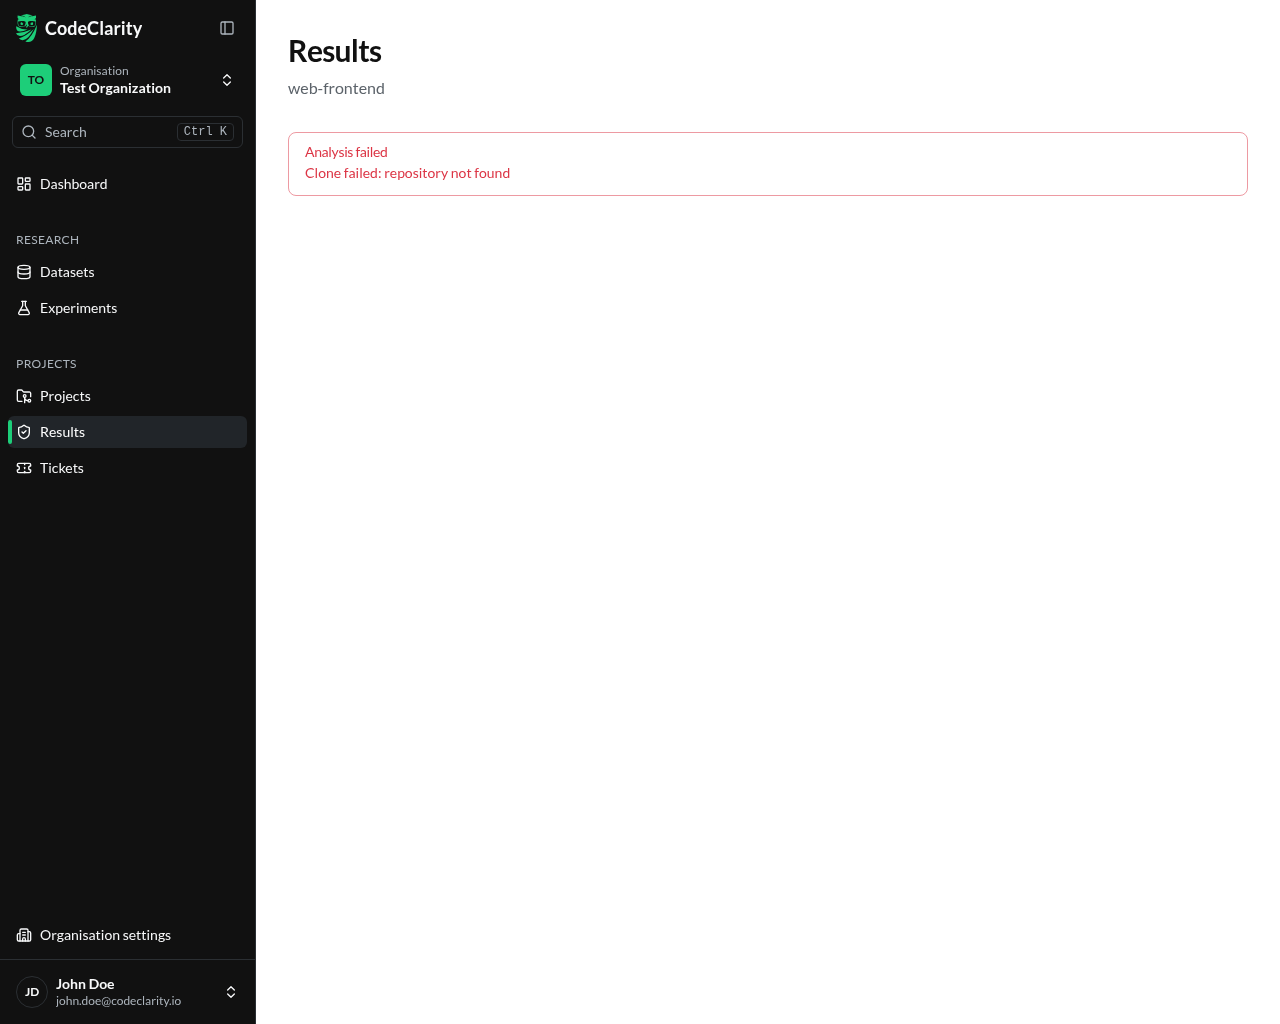 CodeClarity
TO
Organisation
Test Organization
Search
Ctrl K
Dashboard
RESEARCH
Datasets
Experiments
PROJECTS
Projects
Results
Tickets
Organisation settings
JD
John Doe
john.doe@codeclarity.io
Results
web-frontend
Analysis failed
Clone failed: repository not found